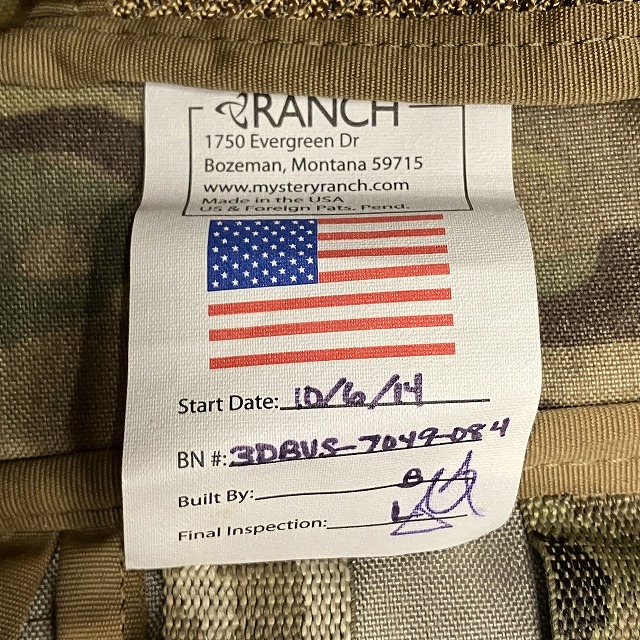 RANCH
1750 Evergreen Dr
Bozeman, Montana 59715
www.mysteryranch.com
Made in the USA
US & Foreign Pats. Pend.
Start Date: 10/6/14
BN #: 3DBVS-7049-084
Built By: B
Final Inspection: L